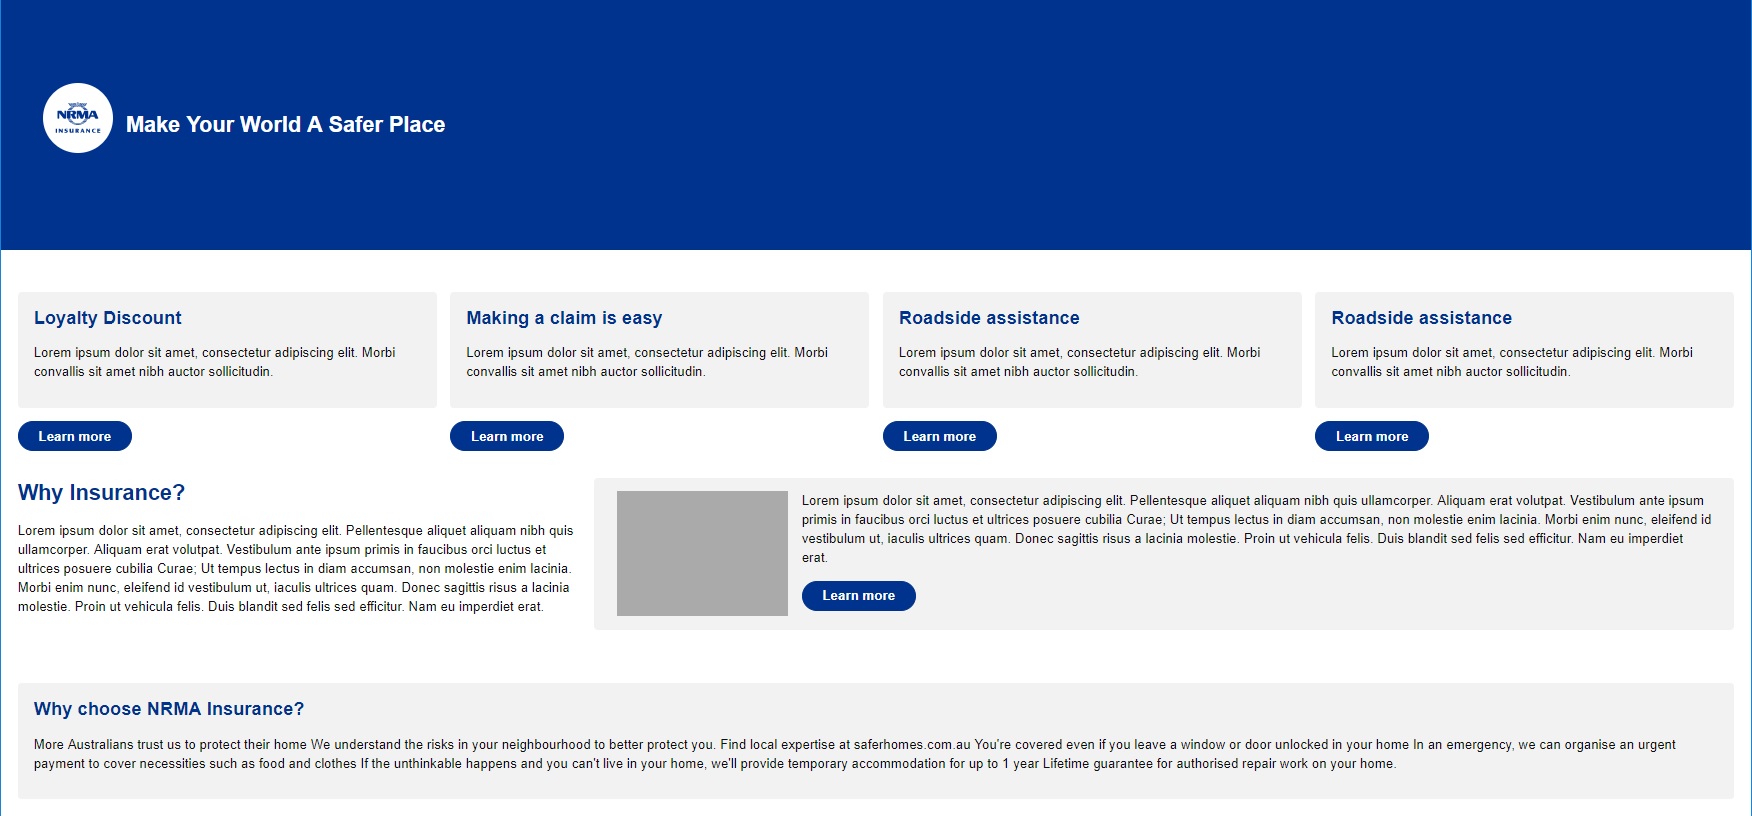 NRMA
INSURANCE
Make Your World A Safer Place
Loyalty Discount
Lorem ipsum dolor sit amet, consectetur adipiscing elit. Morbi
convallis sit amet nibh auctor sollicitudin.
Learn more
Making a claim is easy
Lorem ipsum dolor sit amet, consectetur adipiscing elit. Morbi
convallis sit amet nibh auctor sollicitudin.
Learn more
Roadside assistance
Lorem ipsum dolor sit amet, consectetur adipiscing elit. Morbi
convallis sit amet nibh auctor sollicitudin.
Learn more
Roadside assistance
Lorem ipsum dolor sit amet, consectetur adipiscing elit. Morbi
convallis sit amet nibh auctor sollicitudin.
Learn more
Why Insurance?
Lorem ipsum dolor sit amet, consectetur adipiscing elit. Pellentesque aliquet aliquam nibh quis
ullamcorper. Aliquam erat volutpat. Vestibulum ante ipsum primis in faucibus orci luctus et
ultrices posuere cubilia Curae; Ut tempus lectus in diam accumsan, non molestie enim lacinia.
Morbi enim nunc, eleifend id vestibulum ut, iaculis ultrices quam. Donec sagittis risus a lacinia
molestie. Proin ut vehicula felis. Duis blandit sed felis sed efficitur. Nam eu imperdiet erat.
Lorem ipsum dolor sit amet, consectetur adipiscing elit. Pellentesque aliquet aliquam nibh quis ullamcorper. Aliquam erat volutpat. Vestibulum ante ipsum
primis in faucibus orci luctus et ultrices posuere cubilia Curae; Ut tempus lectus in diam accumsan, non molestie enim lacinia. Morbi enim nunc, eleifend id
vestibulum ut, iaculis ultrices quam. Donec sagittis risus a lacinia molestie. Proin ut vehicula felis. Duis blandit sed felis sed efficitur. Nam eu imperdiet
erat.
Learn more
Why choose NRMA Insurance?
More Australians trust us to protect their home We understand the risks in your neighbourhood to better protect you. Find local expertise at saferhomes.com.au You're covered even if you leave a window or door unlocked in your home In an emergency, we can organise an urgent
payment to cover necessities such as food and clothes If the unthinkable happens and you can't live in your home, we'll provide temporary accommodation for up to 1 year Lifetime guarantee for authorised repair work on your home.